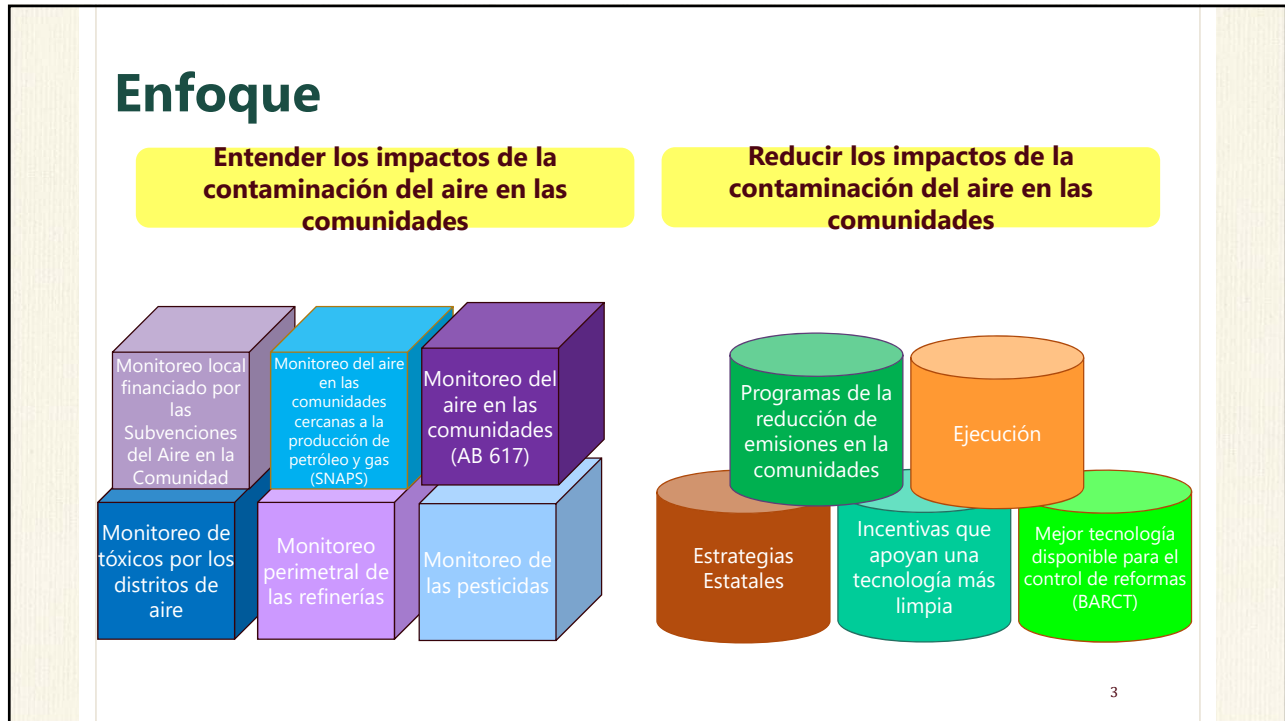 Enfoque
Entender los impactos de la
contaminación del aire en las
comunidades
Reducir los impactos de la
contaminación del aire en las
comunidades
Monitoreo local
financiado por
las
Subvenciones
del Aire en la
Comunidad
Monitoreo del aire
en las
comunidades
cercanas a la
producción de
petróleo y gas
(SNAPS)
Monitoreo del
aire en las
comunidades
(AB 617)
Monitoreo de
tóxicos por los
distritos de
aire
Monitoreo
perimetral de
las refinerías
Monitoreo de
las pesticidas
Programas de la
reducción de
emisiones en la
comunidades
Ejecución
Estrategias
Estatales
Incentivas que
apoyan una
tecnología más
limpia
Mejor tecnología
disponible para el
control de reformas
(BARCT)
3